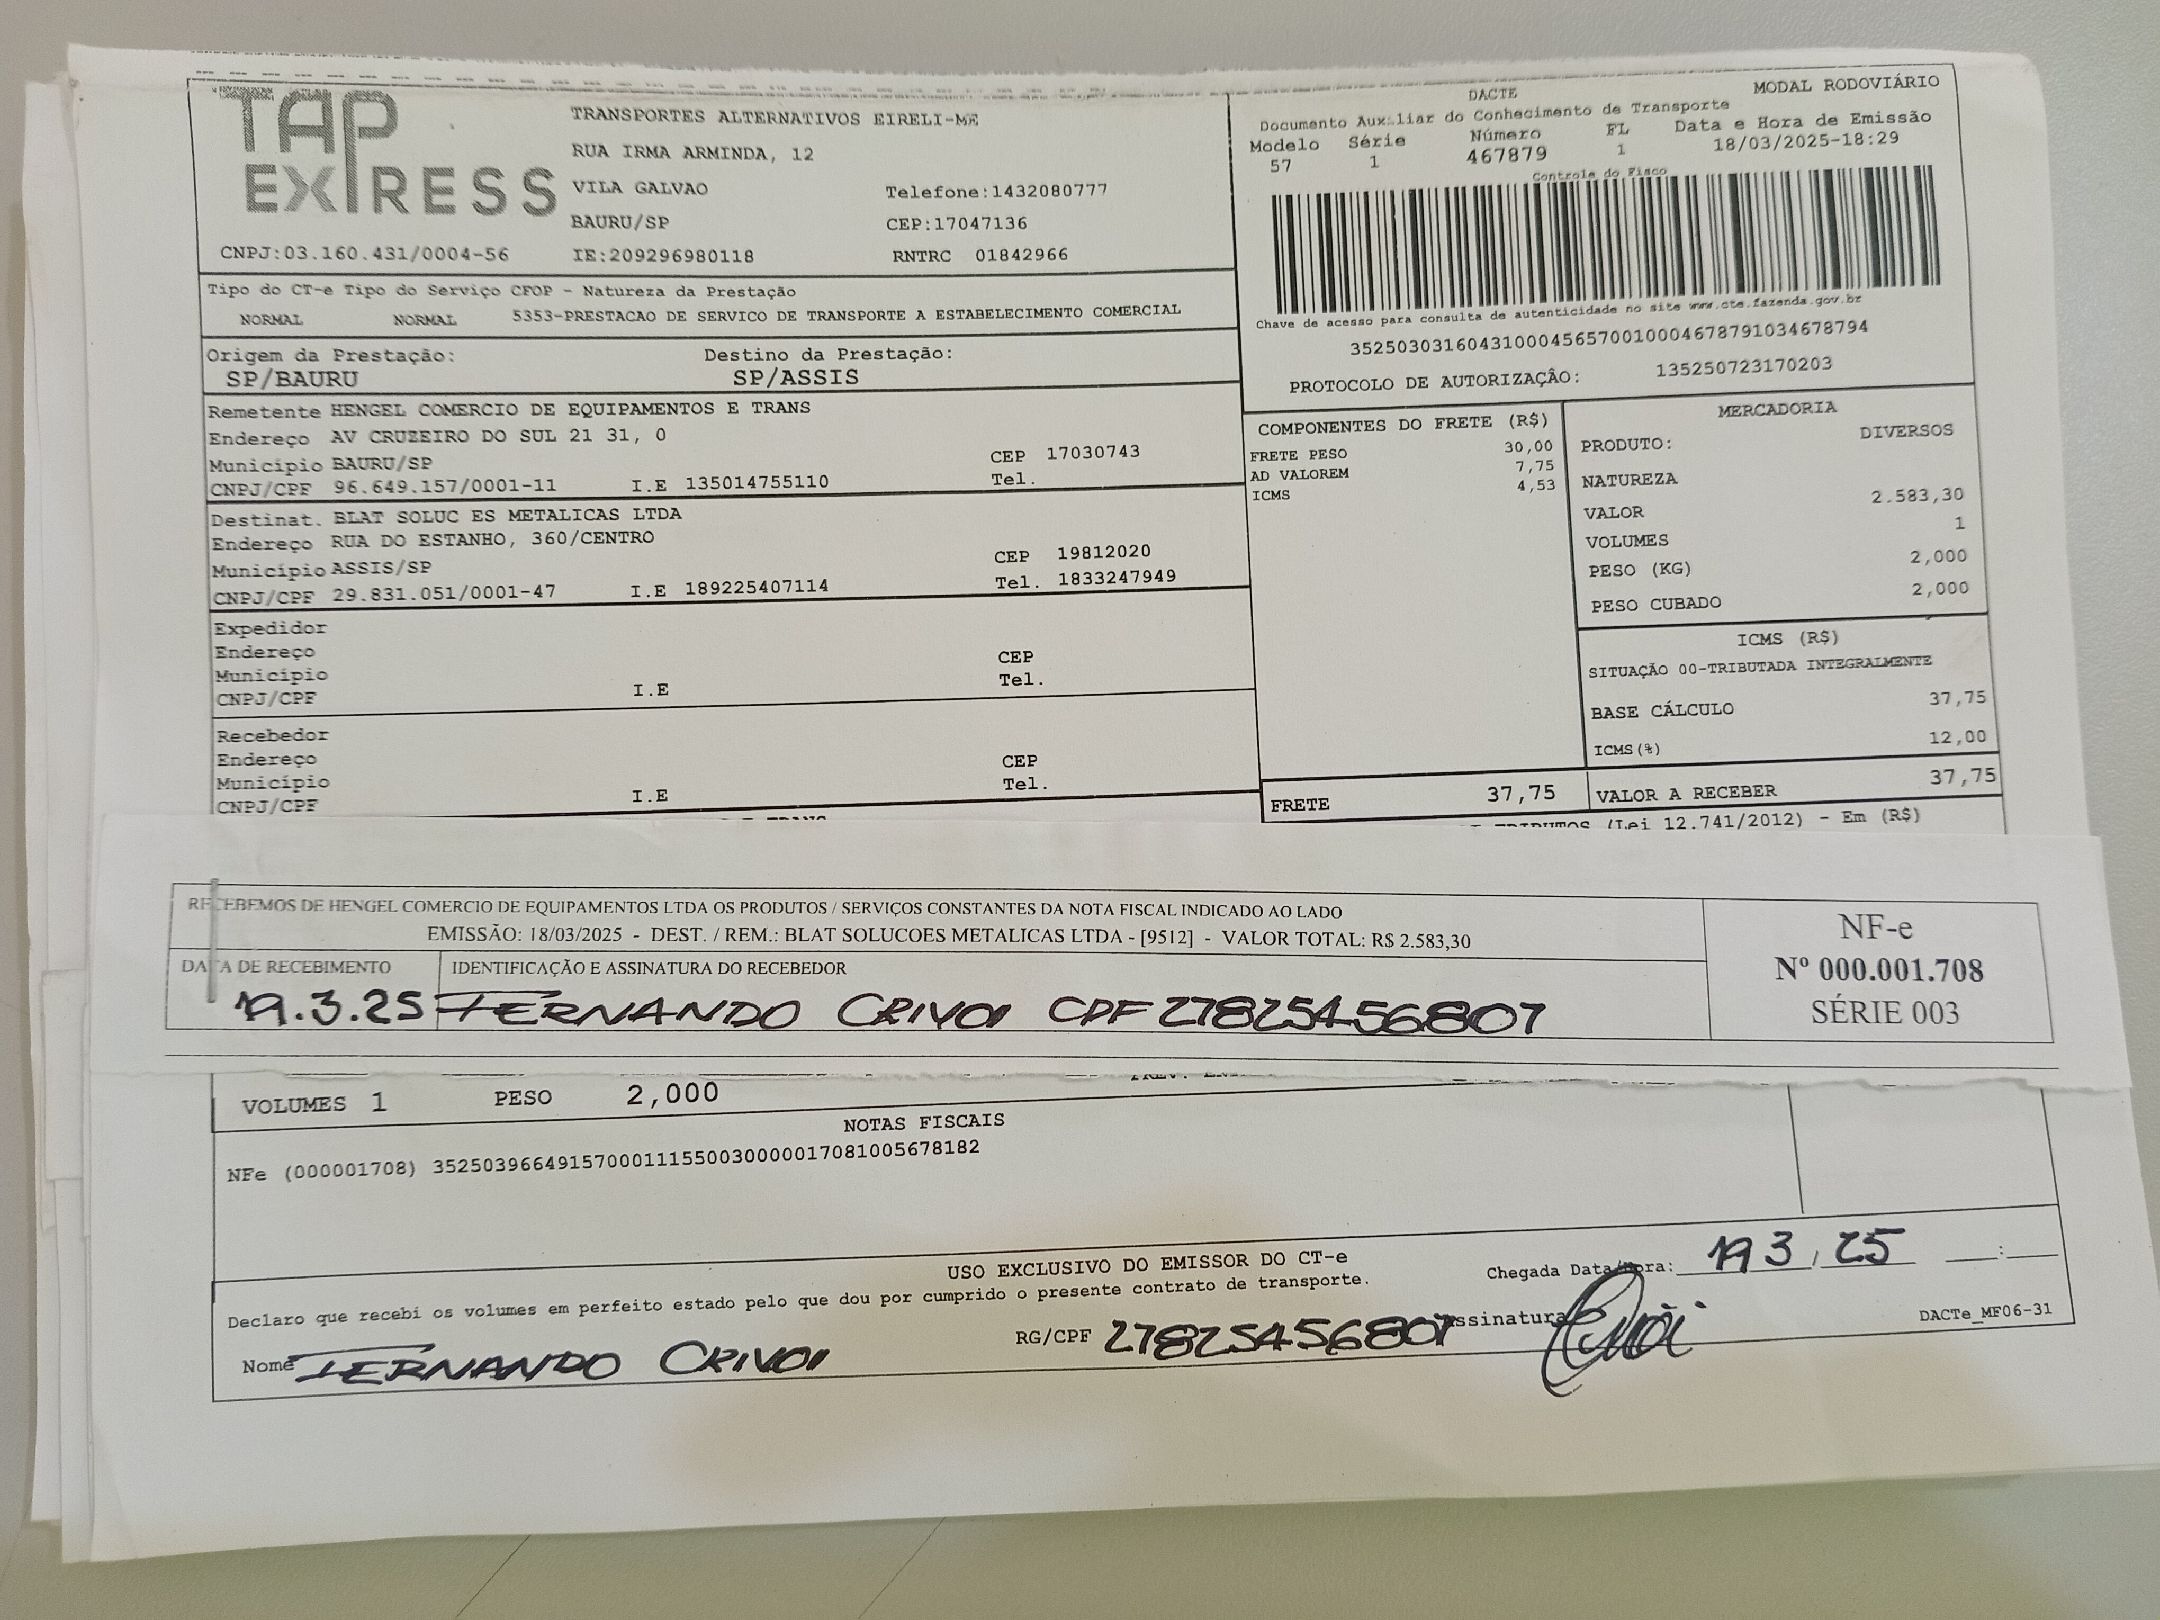 TAP EXPRESS
TRANSPORTES ALTERNATIVOS EIRELI-ME
RUA IRMA ARMINDA, 12
VILA GALVAO Telefone:1432080777
BAURU/SP CEP:17047136
CNPJ:03.160.431/0004-56 IE:209296980118 RNTRC 01842966
DACTE MODAL RODOVIÁRIO
Documento Auxiliar do Conhecimento de Transporte
Modelo Série Número FL Data e Hora de Emissão
57 1 467879 1 18/03/2025-18:29
Controle do Fisco
Chave de acesso para consulta de autenticidade no site www.cte.fazenda.gov.br
35250303160431000456570010004678791034678794
PROTOCOLO DE AUTORIZAÇÂO: 135250723170203
Tipo do CT-e Tipo do Serviço CFOP - Natureza da Prestação
NORMAL NORMAL 5353-PRESTACAO DE SERVICO DE TRANSPORTE A ESTABELECIMENTO COMERCIAL
Origem da Prestação: Destino da Prestação:
SP/BAURU SP/ASSIS
Remetente HENGEL COMERCIO DE EQUIPAMENTOS E TRANS
Endereço AV CRUZEIRO DO SUL 21 31, 0
Município BAURU/SP CEP 17030743
CNPJ/CPF 96.649.157/0001-11 I.E 135014755110 Tel.
Destinat. BLAT SOLUC ES METALICAS LTDA
Endereço RUA DO ESTANHO, 360/CENTRO
Município ASSIS/SP CEP 19812020
CNPJ/CPF 29.831.051/0001-47 I.E 189225407114 Tel. 1833247949
Expedidor
Endereço
Município CEP
CNPJ/CPF I.E Tel.
Recebedor
Endereço
Município CEP
CNPJ/CPF I.E Tel.
COMPONENTES DO FRETE (R$)
FRETE PESO 30,00
AD VALOREM 7,75
ICMS 4,53
MERCADORIA
PRODUTO: DIVERSOS
NATUREZA
VALOR 2.583,30
VOLUMES 1
PESO (KG) 2,000
PESO CUBADO 2,000
ICMS (R$)
SITUAÇÃO 00-TRIBUTADA INTEGRALMENTE
BASE CÁLCULO 37,75
ICMS(%) 12,00
FRETE 37,75 VALOR A RECEBER 37,75
TRIBUTOS (Lei 12.741/2012) - Em (R$)
RECEBEMOS DE HENGEL COMERCIO DE EQUIPAMENTOS LTDA OS PRODUTOS / SERVIÇOS CONSTANTES DA NOTA FISCAL INDICADO AO LADO
EMISSÃO: 18/03/2025 - DEST. / REM.: BLAT SOLUCOES METALICAS LTDA - [9512] - VALOR TOTAL: R$ 2.583,30
DATA DE RECEBIMENTO IDENTIFICAÇÃO E ASSINATURA DO RECEBEDOR
19.3.25 FERNANDO CRIVOI CPF 27825456807
NF-e
Nº 000.001.708
SÉRIE 003
VOLUMES 1 PESO 2,000
NOTAS FISCAIS
NFe (000001708) 35250396649157000111550030000017081005678182
USO EXCLUSIVO DO EMISSOR DO CT-e
Declaro que recebi os volumes em perfeito estado pelo que dou por cumprido o presente contrato de transporte.
Chegada Data/Hora: 19 3, 25 __:__
Nome FERNANDO CRIVOI RG/CPF 27825456807 Assinatura
DACTe_MF06-31